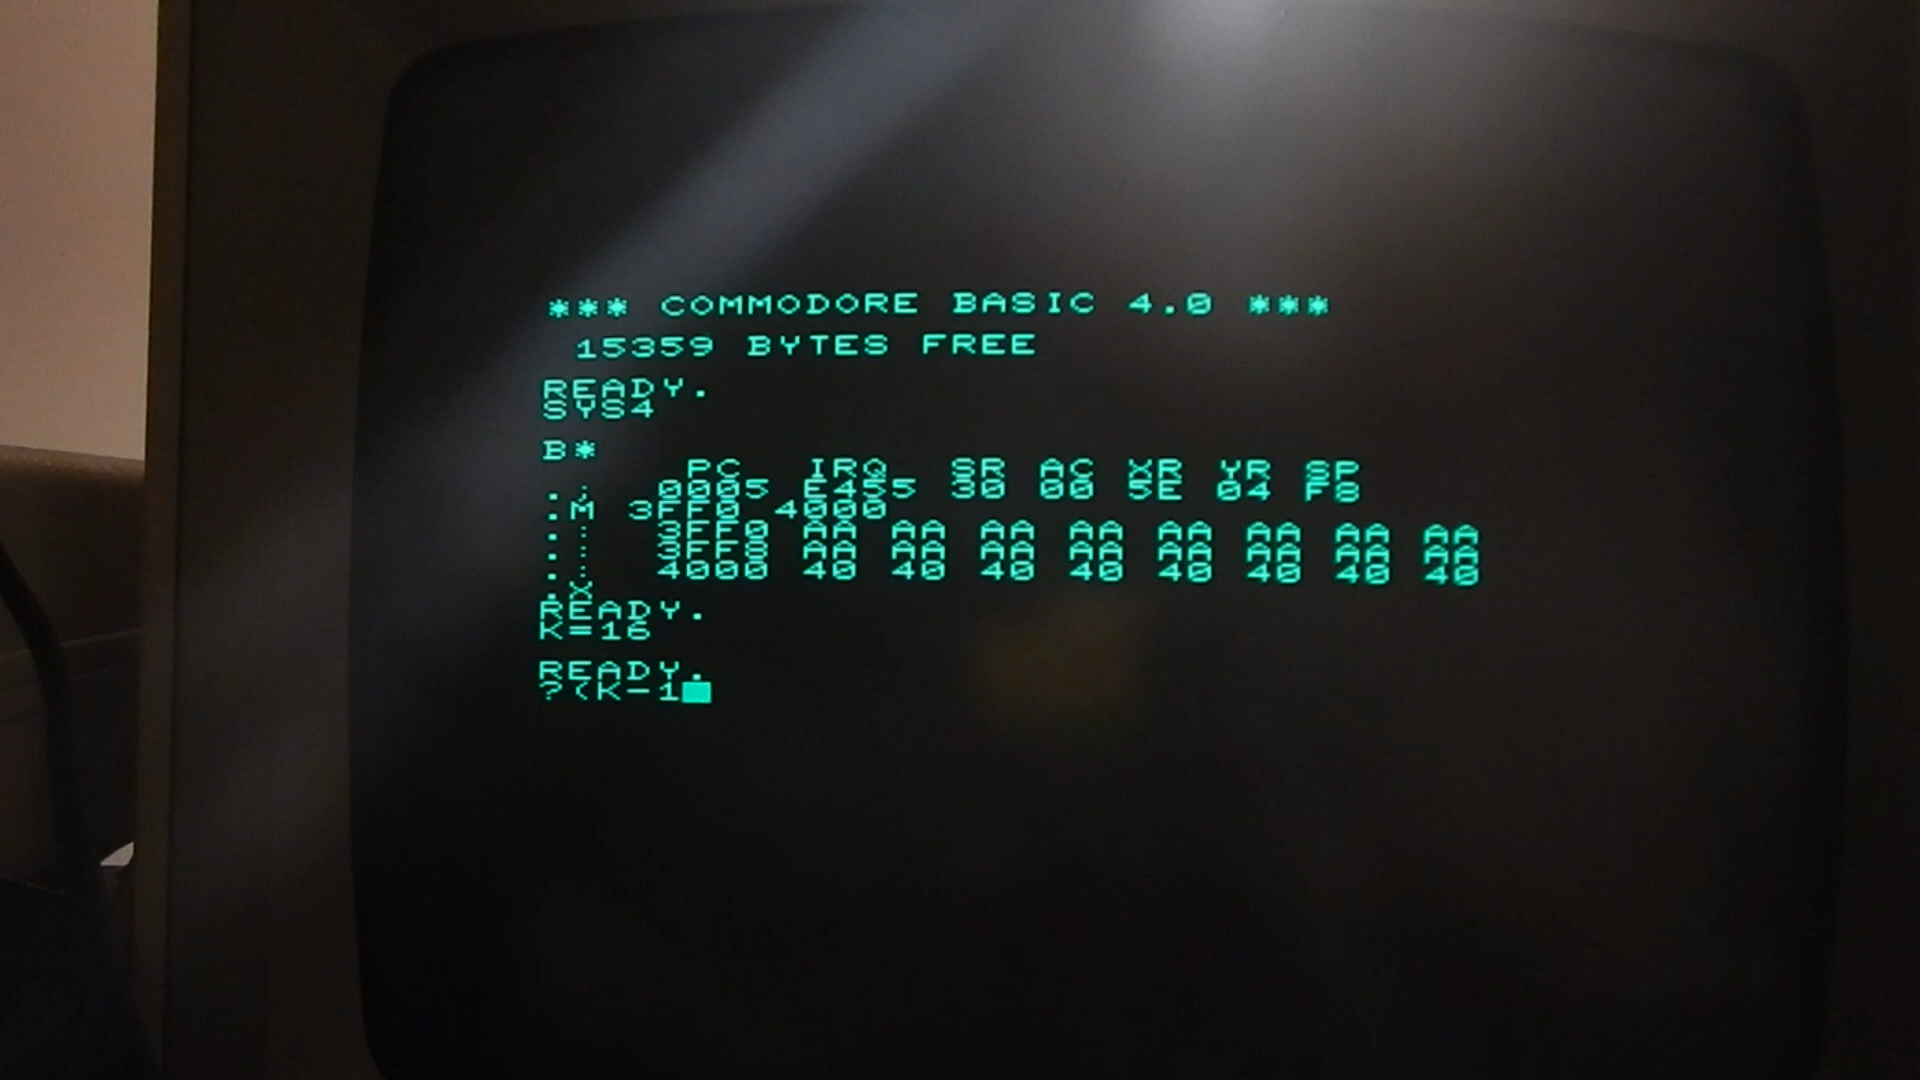 *** COMMODORE BASIC 4.0 ***
15359 BYTES FREE
READY.
SYS4
B*
PC IRQ SR AC XR YR SP
.; 0005 E455 30 00 5E 04 F8
.M 3FF0 4000
.: 3FF0 AA AA AA AA AA AA AA AA
.: 3FF8 AA AA AA AA AA AA AA AA
.: 4000 40 40 40 40 40 40 40 40
.X
READY.
K=16
READY.
?(K-1